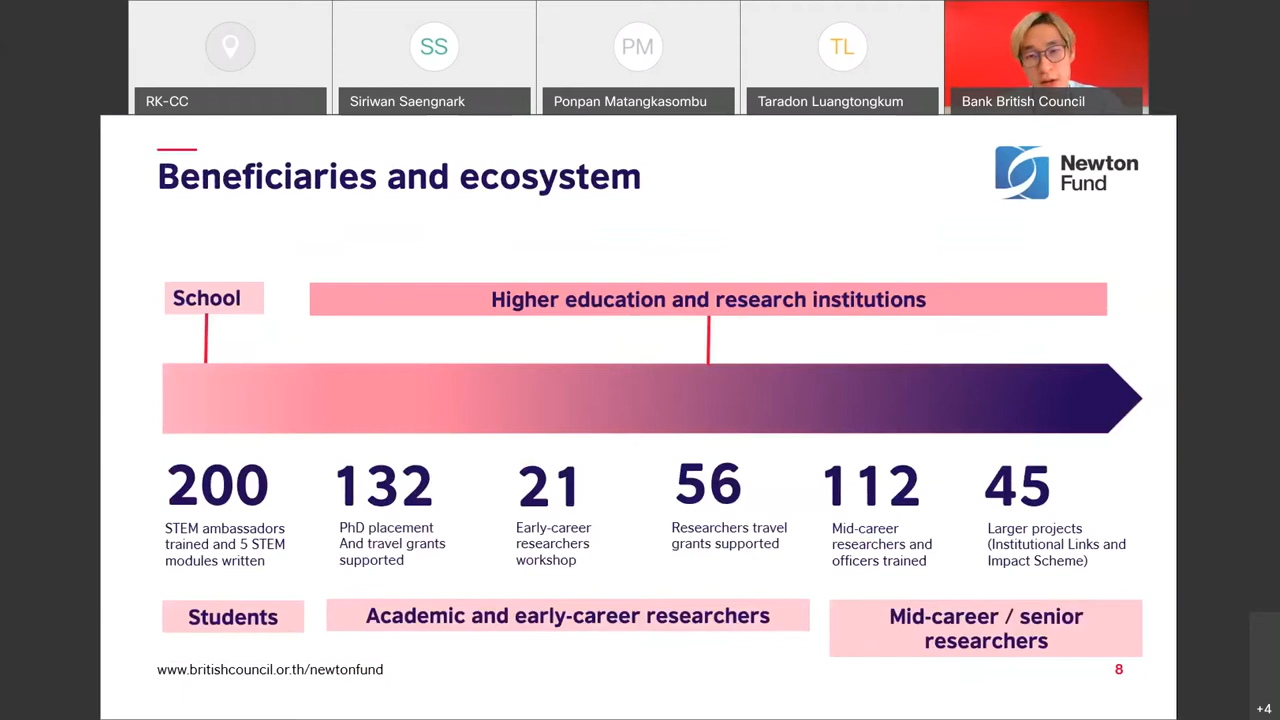 SS
PM
TL
RK-CC
Siriwan Saengnark
Ponpan Matangkasombu
Taradon Luangtongkum
Bank British Council
Beneficiaries and ecosystem
Newton
Fund
School
Higher education and research institutions
200
132
21
56
112
45
STEM ambassadors
trained and 5 STEM
modules written
PhD placement
And travel grants
supported
Early-career
researchers
workshop
Researchers travel
grants supported
Mid-career
researchers and
officers trained
Larger projects
(Institutional Links and
Impact Scheme)
Students
Academic and early-career researchers
Mid-career / senior
researchers
www.britishcouncil.or.th/newtonfund
8
+4